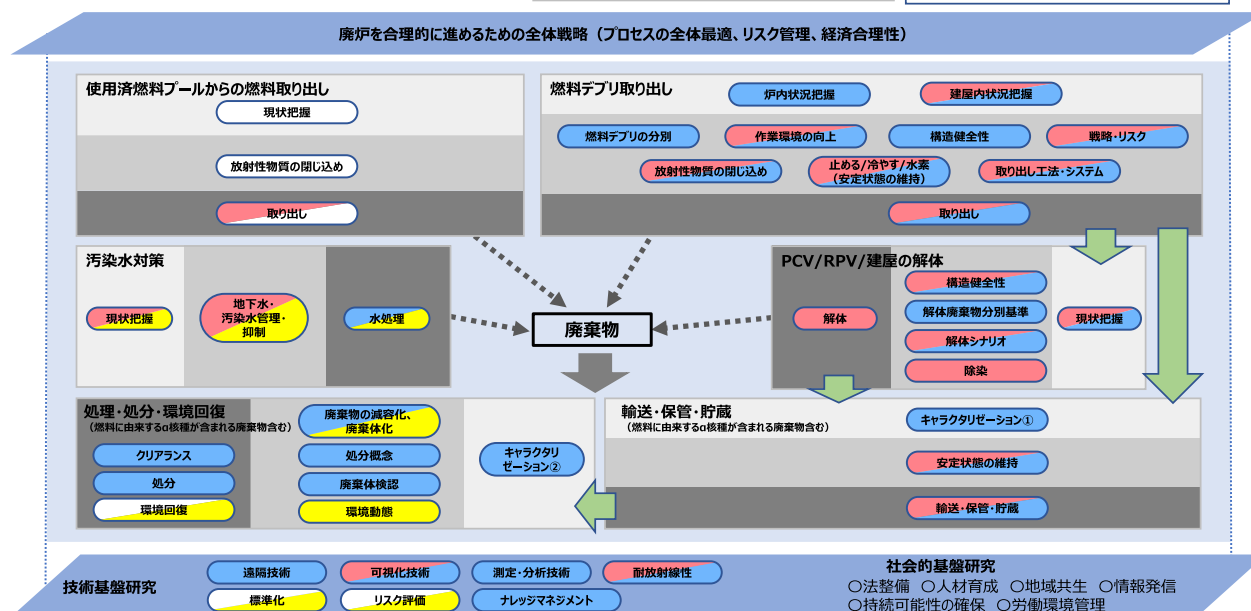 廃炉を合理的に進めるための全体戦略（プロセスの全体最適、リスク管理、経済合理性）
使用済燃料プールからの燃料取り出し
現状把握
放射性物質の閉じ込め
取り出し
燃料デブリ取り出し
炉内状況把握
建屋内状況把握
燃料デブリの分別
作業環境の向上
構造健全性
戦略・リスク
放射性物質の閉じ込め
止める/冷やす/水素
（安定状態の維持）
取り出し工法・システム
取り出し
汚染水対策
現状把握
地下水・
汚染水管理・
抑制
水処理
廃棄物
PCV/RPV/建屋の解体
解体
構造健全性
解体廃棄物分別基準
解体シナリオ
除染
現状把握
処理・処分・環境回復
（燃料に由来するα核種が含まれる廃棄物含む）
クリアランス
処分
環境回復
廃棄物の減容化、
廃棄体化
処分概念
廃棄体検認
環境動態
キャラクタリ
ゼーション②
輸送・保管・貯蔵
（燃料に由来するα核種が含まれる廃棄物含む）
キャラクタリゼーション①
安定状態の維持
輸送・保管・貯蔵
技術基盤研究
遠隔技術
可視化技術
測定・分析技術
耐放射線性
標準化
リスク評価
ナレッジマネジメント
社会的基盤研究
○法整備 ○人材育成 ○地域共生 ○情報発信
○持続可能性の確保 ○労働環境管理